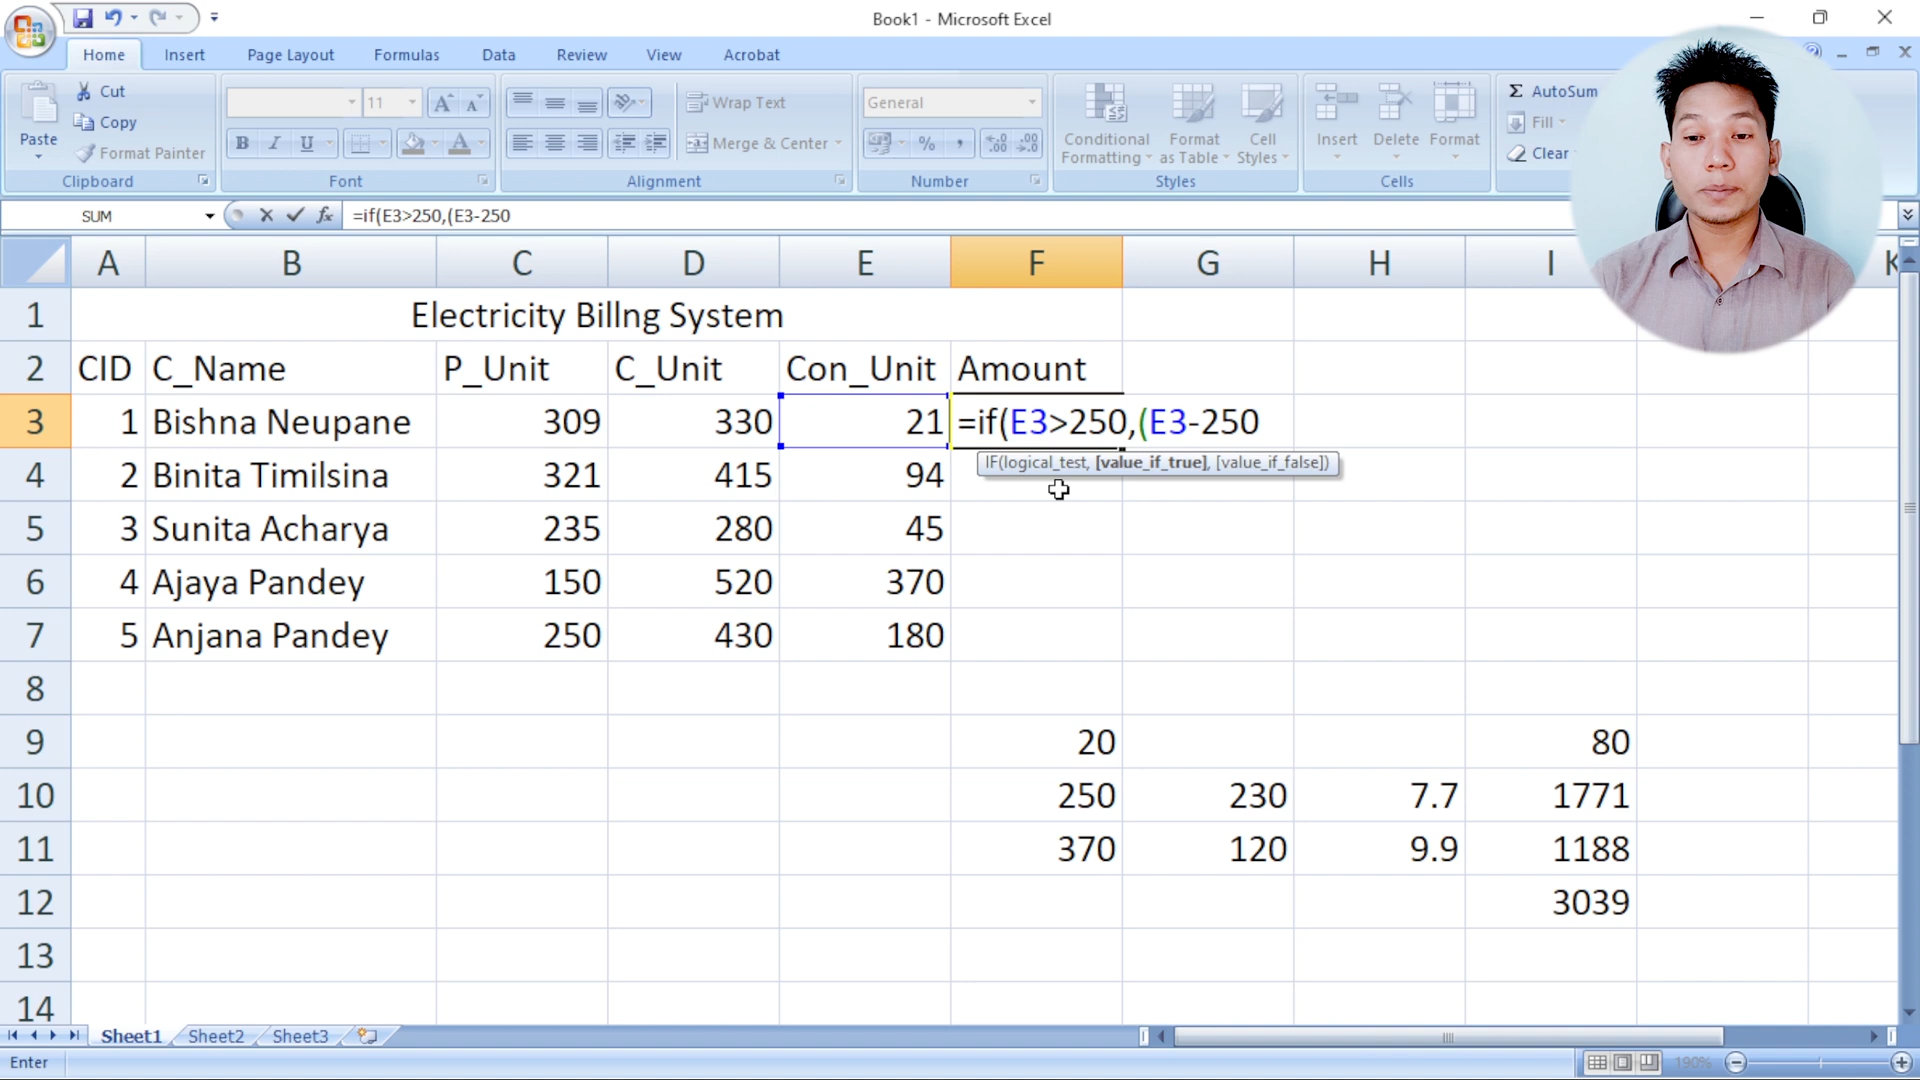 Book1 - Microsoft Excel
Home Insert Page Layout Formulas Data Review View Acrobat
Paste
Cut
Copy
Format Painter
Clipboard
11
Font
Wrap Text
Merge & Center
Alignment
General
Number
Conditional Formatting
Format as Table
Cell Styles
Styles
Insert
Delete
Format
Cells
Σ AutoSum
Fill
Clear
SUM =if(E3>250,(E3-250
A B C D E F G H I K
1 Electricity Billng System
2 CID C_Name P_Unit C_Unit Con_Unit Amount
3 1 Bishna Neupane 309 330 21 =if(E3>250,(E3-250
IF(logical_test, [value_if_true], [value_if_false])
4 2 Binita Timilsina 321 415 94
5 3 Sunita Acharya 235 280 45
6 4 Ajaya Pandey 150 520 370
7 5 Anjana Pandey 250 430 180
8
9 20 80
10 250 230 7.7 1771
11 370 120 9.9 1188
12 3039
13
14
Sheet1 Sheet2 Sheet3
Enter 190%